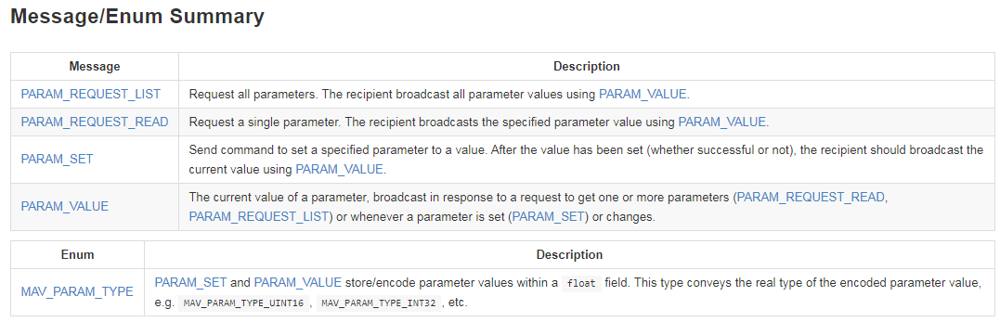 Message/Enum Summary
Message Description
PARAM_REQUEST_LIST Request all parameters. The recipient broadcast all parameter values using PARAM_VALUE.
PARAM_REQUEST_READ Request a single parameter. The recipient broadcasts the specified parameter value using PARAM_VALUE.
PARAM_SET Send command to set a specified parameter to a value. After the value has been set (whether successful or not), the recipient should broadcast the
current value using PARAM_VALUE.
PARAM_VALUE The current value of a parameter, broadcast in response to a request to get one or more parameters (PARAM_REQUEST_READ,
PARAM_REQUEST_LIST) or whenever a parameter is set (PARAM_SET) or changes.
Enum Description
MAV_PARAM_TYPE PARAM_SET and PARAM_VALUE store/encode parameter values within a float field. This type conveys the real type of the encoded parameter value,
e.g. MAV_PARAM_TYPE_UINT16 , MAV_PARAM_TYPE_INT32 , etc.